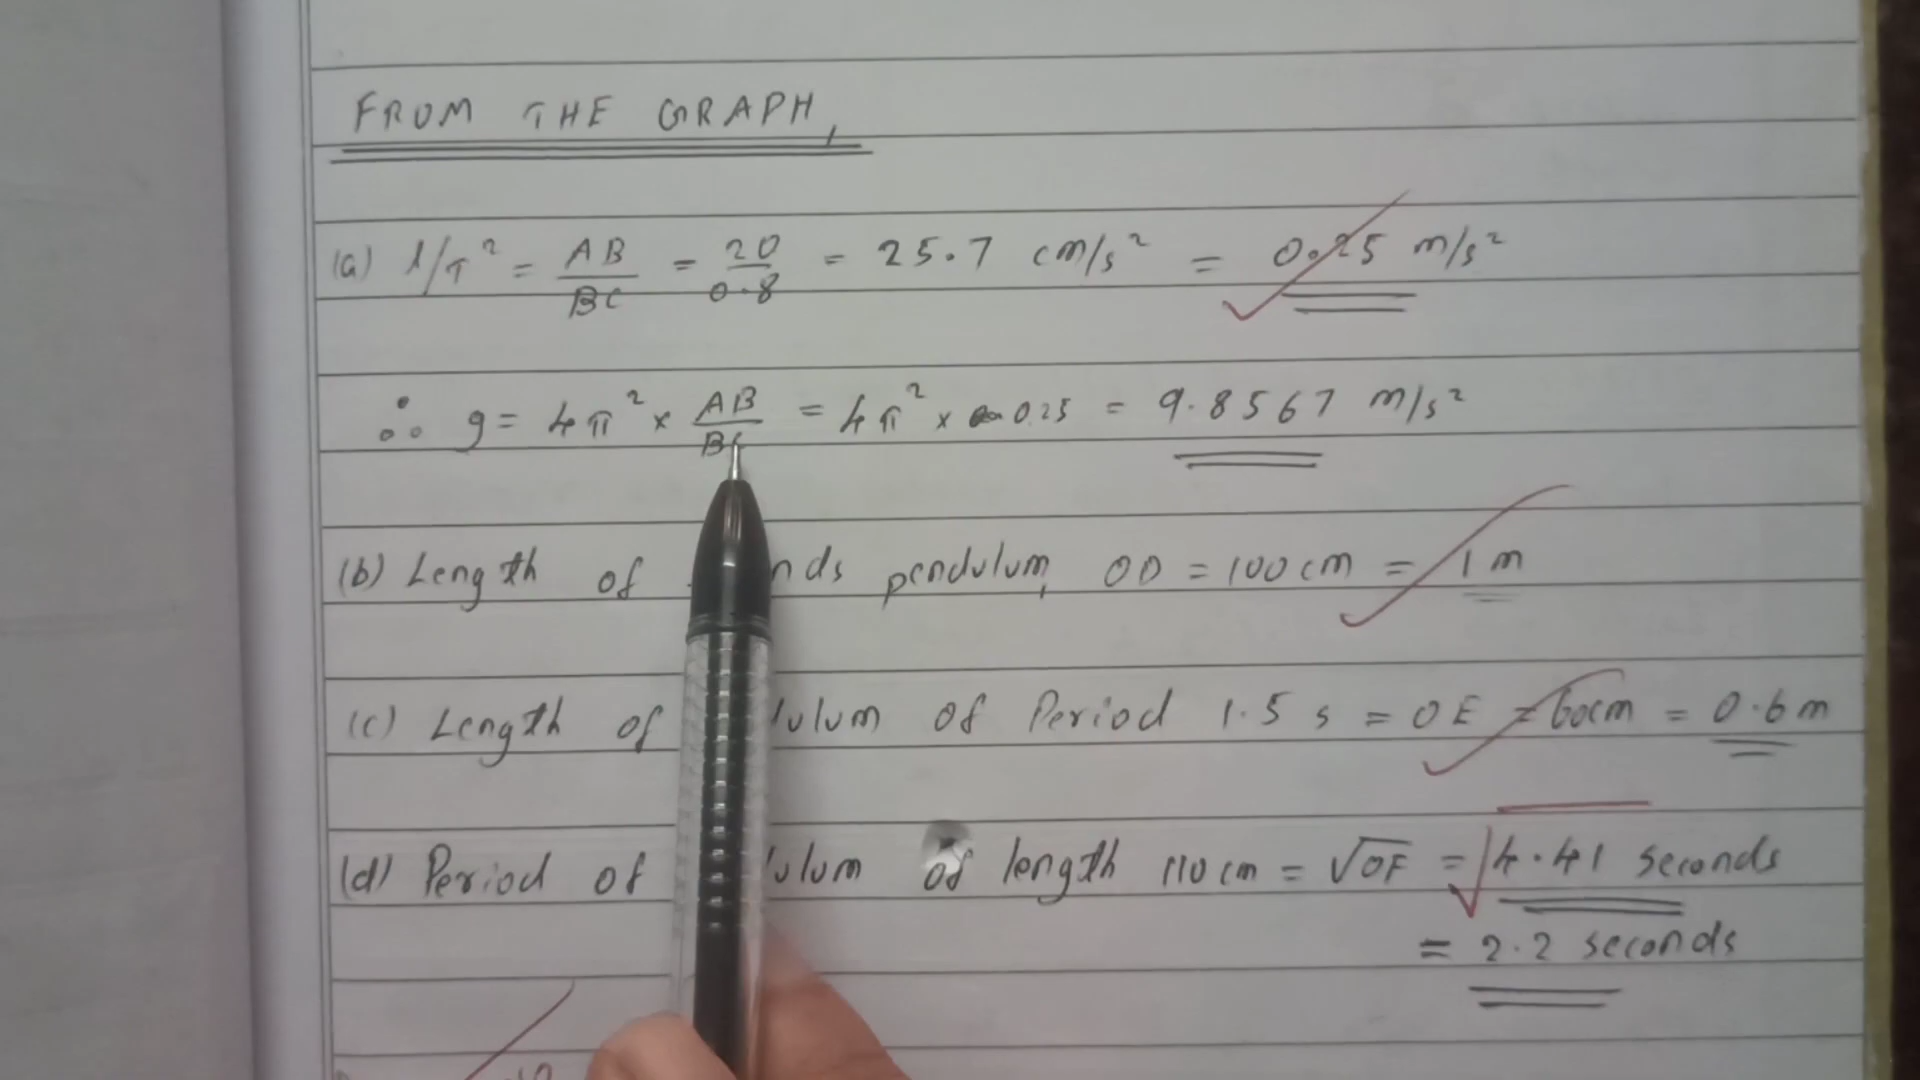 FROM THE GRAPH,
(a) l/T² = AB/BC = 20/0.8 = 25.7 cm/s² = 0.25 m/s²
∴ g = 4π² × AB/BC = 4π² × 0.25 = 9.8567 m/s²
(b) Length of nds pendulum, OD = 100 cm = 1 m
(c) Length of dulum of Period 1.5 s = OE = 60cm = 0.6 m
(d) Period of dulum of length 110 cm = √OF = √4.41 seconds
= 2.2 seconds